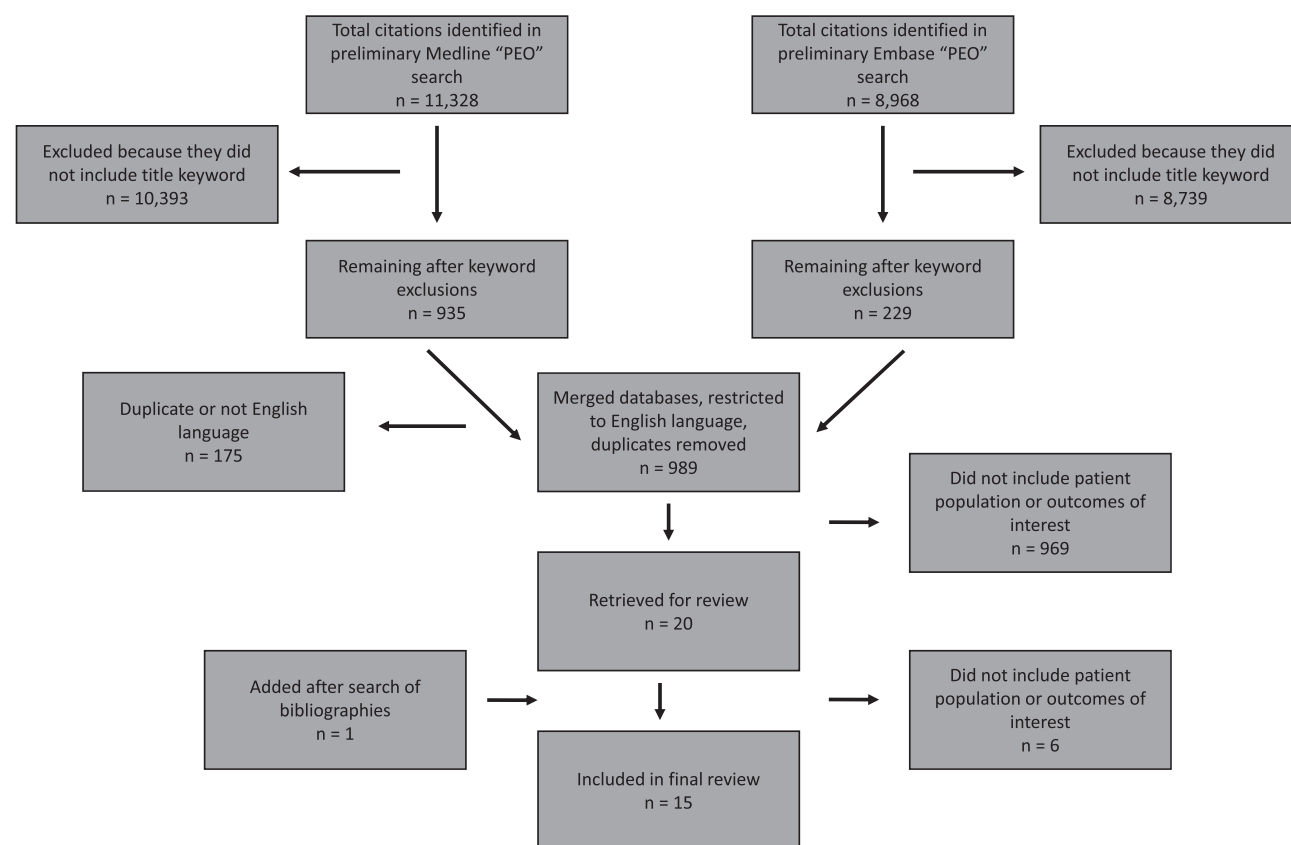 Total citations identified in
preliminary Medline “PEO”
search
n = 11,328
Total citations identified in
preliminary Embase “PEO”
search
n = 8,968
Excluded because they did
not include title keyword
n = 10,393
Excluded because they did
not include title keyword
n = 8,739
Remaining after keyword
exclusions
n = 935
Remaining after keyword
exclusions
n = 229
Duplicate or not English
language
n = 175
Merged databases, restricted
to English language,
duplicates removed
n = 989
Did not include patient
population or outcomes of
interest
n = 969
Retrieved for review
n = 20
Added after search of
bibliographies
n = 1
Did not include patient
population or outcomes of
interest
n = 6
Included in final review
n = 15